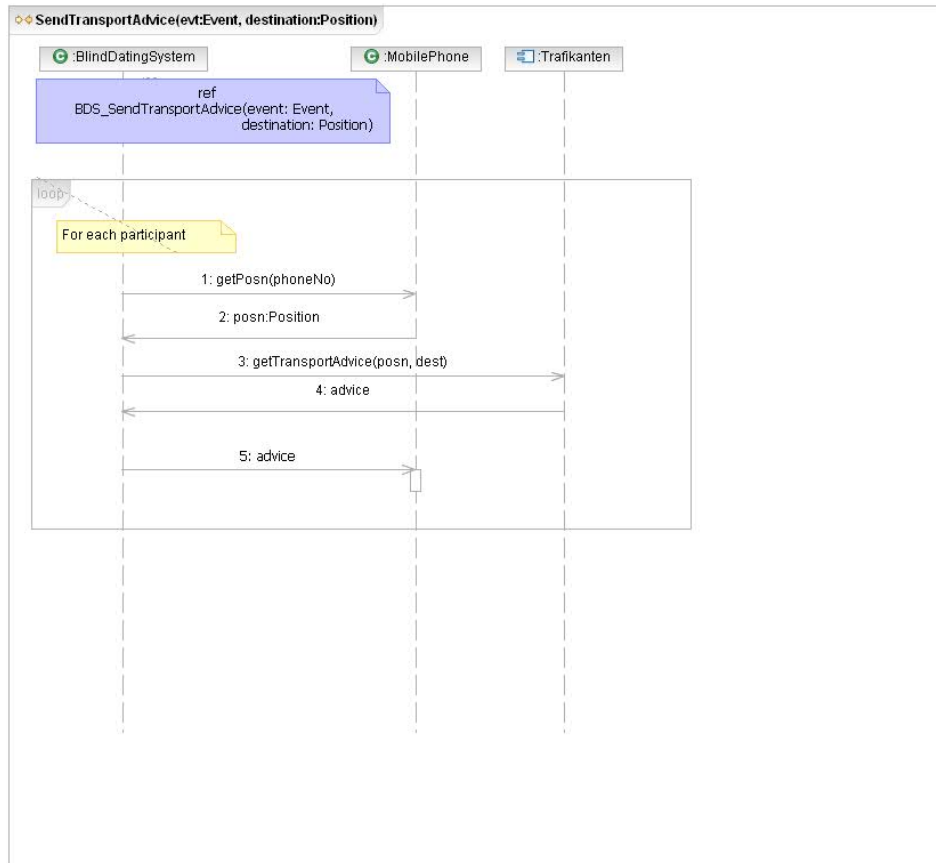 SendTransportAdvice(evt:Event, destination:Position)
:BlindDatingSystem
:MobilePhone
:Trafikanten
ref
BDS_SendTransportAdvice(event: Event,
destination: Position)
loop
For each participant
1: getPosn(phoneNo)
2: posn:Position
3: getTransportAdvice(posn, dest)
4: advice
5: advice